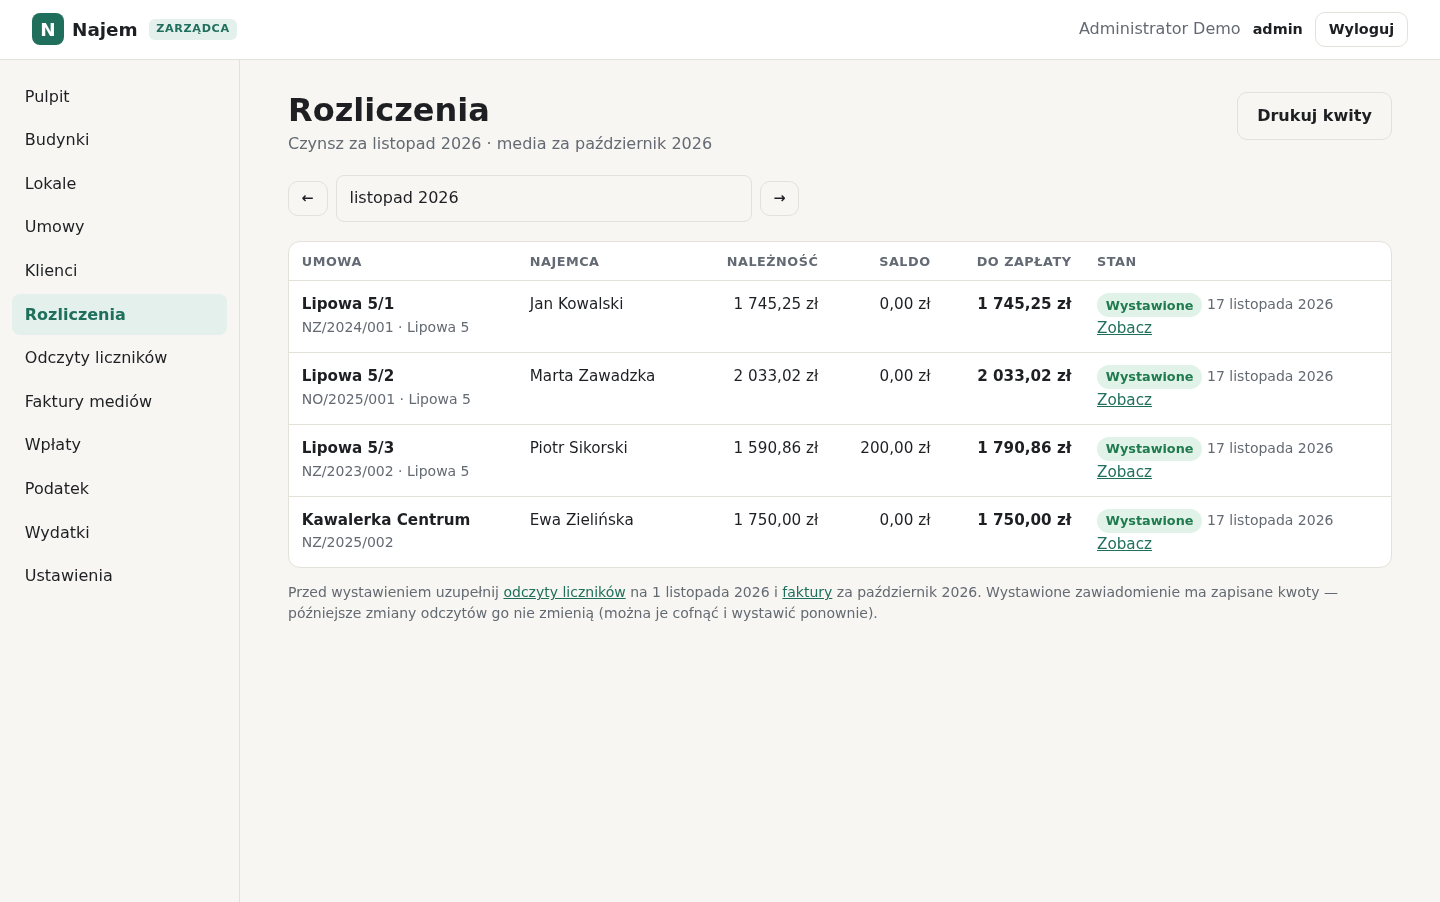 N Najem ZARZĄDCA
Administrator Demo admin Wyloguj
Pulpit
Budynki
Lokale
Umowy
Klienci
Rozliczenia
Odczyty liczników
Faktury mediów
Wpłaty
Podatek
Wydatki
Ustawienia
Rozliczenia
Czynsz za listopad 2026 · media za październik 2026
Drukuj kwity
← listopad 2026 →
UMOWA NAJEMCA NALEŻNOŚĆ SALDO DO ZAPŁATY STAN
Lipowa 5/1 Jan Kowalski 1 745,25 zł 0,00 zł 1 745,25 zł Wystawione 17 listopada 2026
NZ/2024/001 · Lipowa 5 Zobacz
Lipowa 5/2 Marta Zawadzka 2 033,02 zł 0,00 zł 2 033,02 zł Wystawione 17 listopada 2026
NO/2025/001 · Lipowa 5 Zobacz
Lipowa 5/3 Piotr Sikorski 1 590,86 zł 200,00 zł 1 790,86 zł Wystawione 17 listopada 2026
NZ/2023/002 · Lipowa 5 Zobacz
Kawalerka Centrum Ewa Zielińska 1 750,00 zł 0,00 zł 1 750,00 zł Wystawione 17 listopada 2026
NZ/2025/002 Zobacz
Przed wystawieniem uzupełnij odczyty liczników na 1 listopada 2026 i faktury za październik 2026. Wystawione zawiadomienie ma zapisane kwoty —
późniejsze zmiany odczytów go nie zmienią (można je cofnąć i wystawić ponownie).